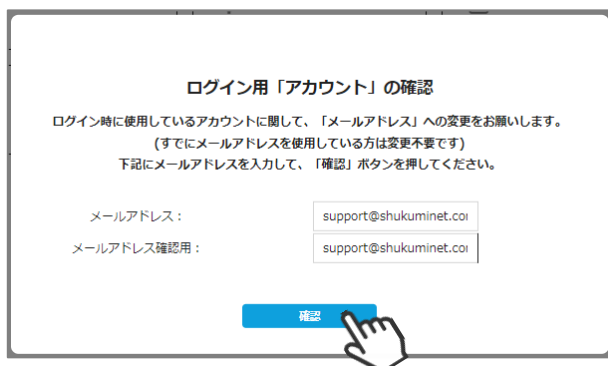 ログイン用「アカウント」の確認
ログイン時に使用しているアカウントに関して、「メールアドレス」への変更をお願いします。
(すでにメールアドレスを使用している方は変更不要です)
下記にメールアドレスを入力して、「確認」ボタンを押してください。
メールアドレス： support@shukuminet.co
メールアドレス確認用： support@shukuminet.co
確認